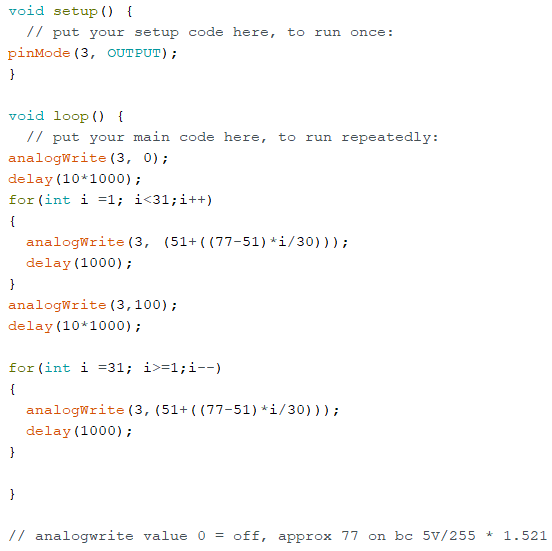 void setup() {
  // put your setup code here, to run once:
pinMode(3, OUTPUT);
}

void loop() {
  // put your main code here, to run repeatedly:
analogWrite(3, 0);
delay(10*1000);
for(int i =1; i<31;i++)
{
  analogWrite(3, (51+((77-51)*i/30)));
  delay(1000);
}
analogWrite(3,100);
delay(10*1000);

for(int i =31; i>=1;i--)
{
  analogWrite(3,(51+((77-51)*i/30)));
  delay(1000);
}

}

// analogwrite value 0 = off, approx 77 on bc 5V/255 * 1.521